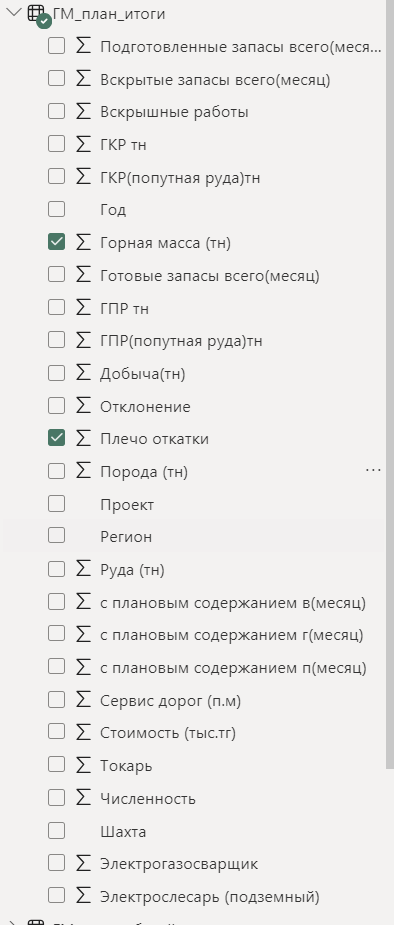 ГМ_план_итоги
Подготовленные запасы всего(меся...
Вскрытые запасы всего(месяц)
Вскрышные работы
ГКР тн
ГКР(попутная руда)тн
Год
Горная масса (тн)
Готовые запасы всего(месяц)
ГПР тн
ГПР(попутная руда)тн
Добыча(тн)
Отклонение
Плечо откатки
Порода (тн)
Проект
Регион
Руда (тн)
с плановым содержанием в(месяц)
с плановым содержанием г(месяц)
с плановым содержанием п(месяц)
Сервис дорог (п.м)
Стоимость (тыс.тг)
Токарь
Численность
Шахта
Электрогазосварщик
Электрослесарь (подземный)